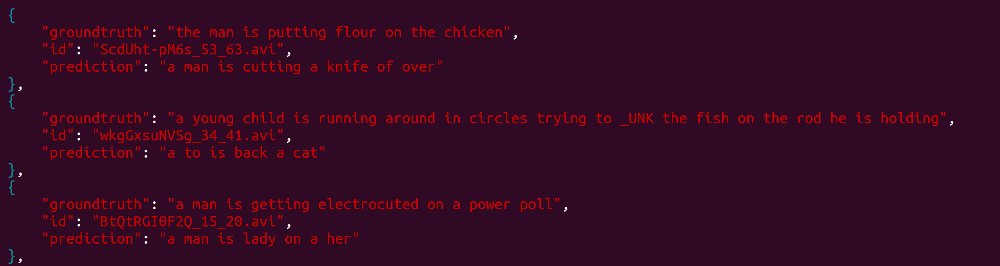 {
"groundtruth": "the man is putting flour on the chicken",
"id": "ScdUht-pM6s_53_63.avi",
"prediction": "a man is cutting a knife of over"
},
{
"groundtruth": "a young child is running around in circles trying to _UNK the fish on the rod he is holding",
"id": "wkgGxsuNVSg_34_41.avi",
"prediction": "a to is back a cat"
},
{
"groundtruth": "a man is getting electrocuted on a power poll",
"id": "BtQtRGI0F2Q_15_20.avi",
"prediction": "a man is lady on a her"
},